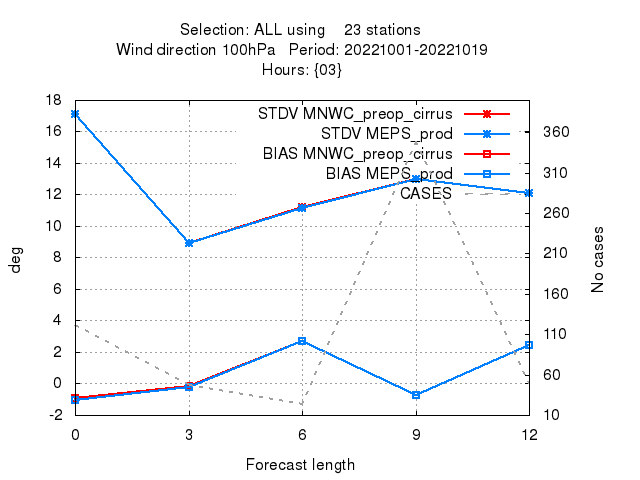 Selection: ALL using    23 stations
Wind direction 100hPa   Period: 20221001-20221019
Hours: {03}
STDV MNWC_preop_cirrus
STDV MEPS_prod
BIAS MNWC_preop_cirrus
BIAS MEPS_prod
CASES
18
16
14
12
10
8
6
4
2
0
-2
deg
360
310
260
210
160
110
60
10
No cases
0 3 6 9 12
Forecast length